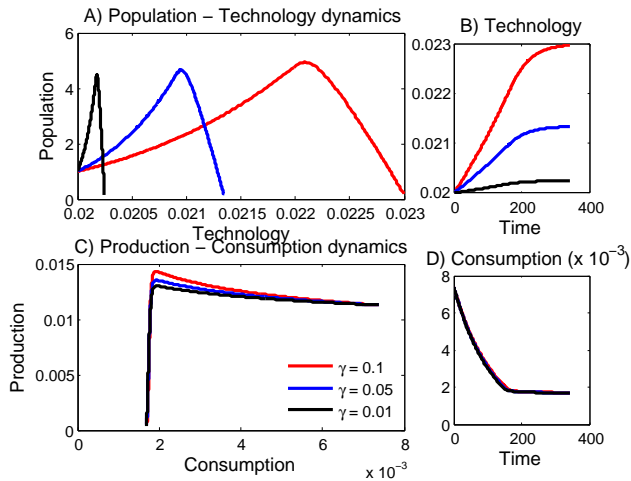 A) Population − Technology dynamics
6
4
2
0
Population
0.02 0.0205 0.021 0.0215 0.022 0.0225 0.023
Technology
B) Technology
0.023
0.022
0.021
0.02
0 200 400
Time
C) Production − Consumption dynamics
0.015
0.01
0.005
0
Production
γ = 0.1
γ = 0.05
γ = 0.01
0 2 4 6 8
Consumption
x 10⁻³
D) Consumption (x 10⁻³)
8
6
4
2
0
0 200 400
Time